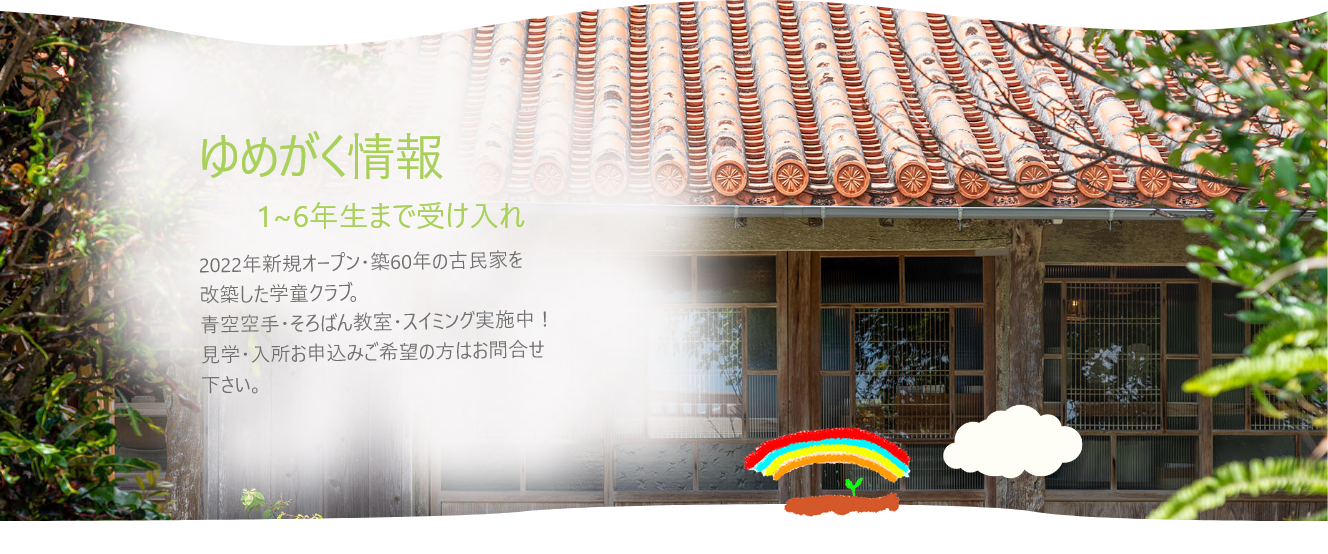 ゆめがく情報
1~6年生まで受け入れ
2022年新規オープン・築60年の古民家を
改築した学童クラブ。
青空空手・そろばん教室・スイミング実施中！
見学・入所お申込みご希望の方はお問合せ
下さい。